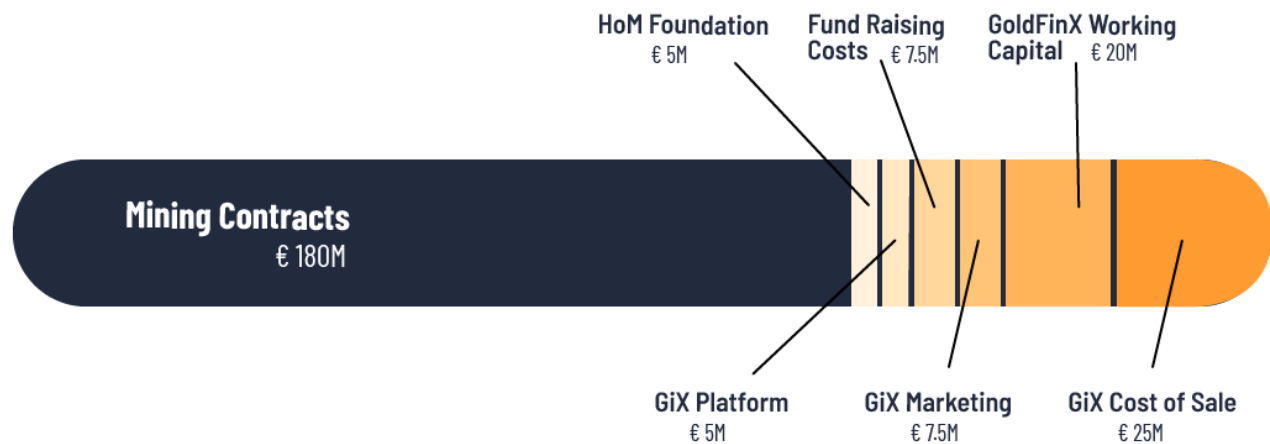 HoM Foundation
€ 5M
Fund Raising
Costs € 7.5M
GoldFinX Working
Capital € 20M
Mining Contracts
€ 180M
GiX Platform
€ 5M
GiX Marketing
€ 7.5M
GiX Cost of Sale
€ 25M